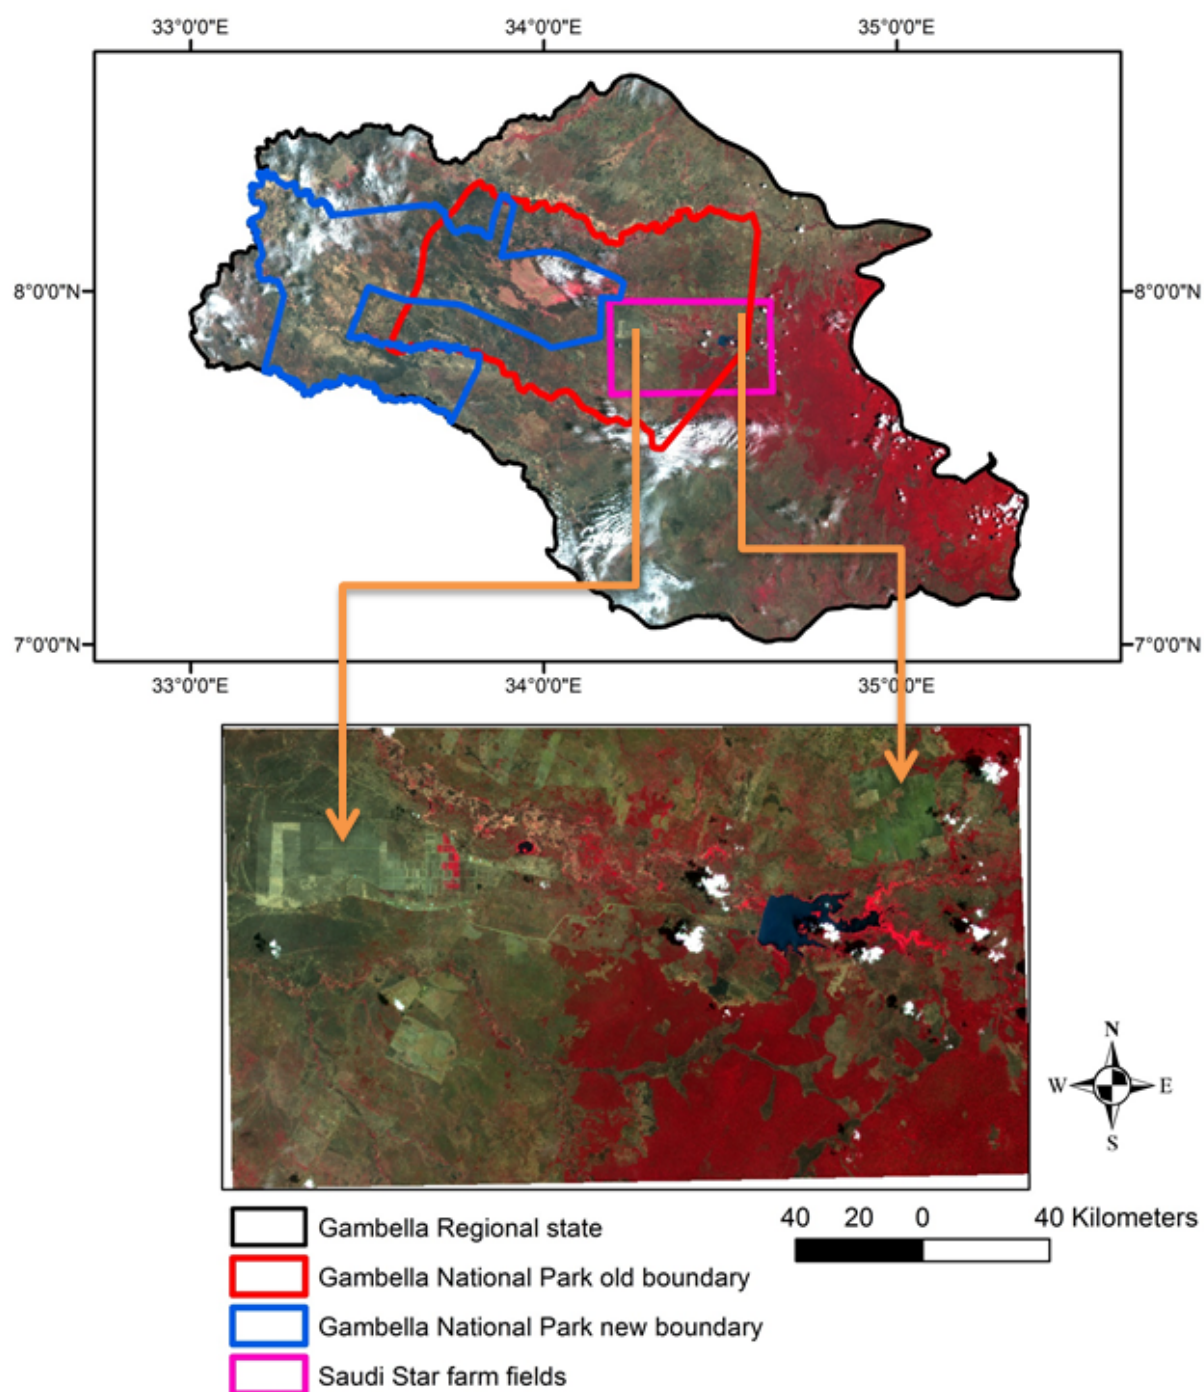 33°0'0"E 34°0'0"E 35°0'0"E
8°0'0"N 8°0'0"N
7°0'0"N 7°0'0"N
33°0'0"E 34°0'0"E 35°0'0"E
N
W E
S
40 20 0 40 Kilometers
Gambella Regional state
Gambella National Park old boundary
Gambella National Park new boundary
Saudi Star farm fields